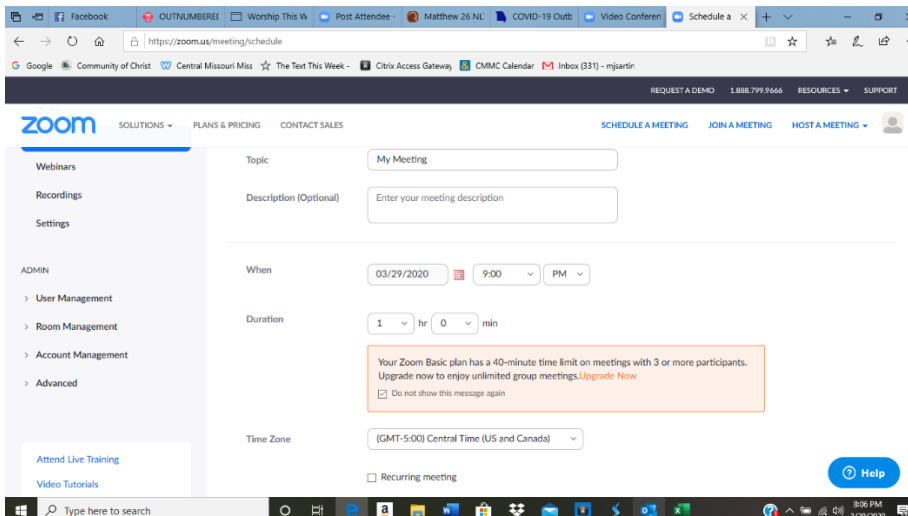 Facebook
OUTNUMBEREI
Worship This W
Post Attendee -
Matthew 26 NL
COVID-19 Outb
Video Conferen
Schedule a
https://zoom.us/meeting/schedule
Google
Community of Christ
Central Missouri Miss
The Text This Week -
Citrix Access Gateway
CMMC Calendar
Inbox (331) - mjsartin
REQUEST A DEMO 1.888.799.9666 RESOURCES SUPPORT
zoom SOLUTIONS PLANS & PRICING CONTACT SALES SCHEDULE A MEETING JOIN A MEETING HOST A MEETING
Webinars
Recordings
Settings
ADMIN
User Management
Room Management
Account Management
Advanced
Attend Live Training
Video Tutorials
Topic My Meeting
Description (Optional) Enter your meeting description
When 03/29/2020 9:00 PM
Duration 1 hr 0 min
Your Zoom Basic plan has a 40-minute time limit on meetings with 3 or more participants.
Upgrade now to enjoy unlimited group meetings.Upgrade Now
Do not show this message again
Time Zone (GMT-5:00) Central Time (US and Canada)
Recurring meeting
Help
Type here to search
8:06 PM